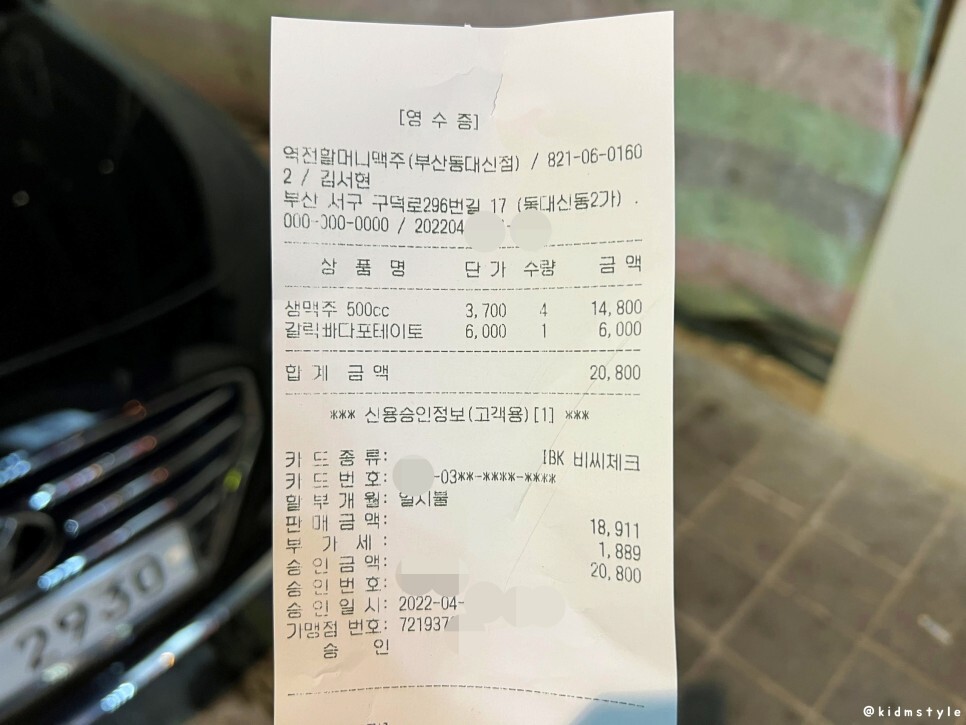 [영 수 증]
역전할머니맥주(부산동대신점) / 821-06-0160
2 / 김서현
부산 서구 구덕로296번길 17 (동대신동2가) .
000-000-0000 / 202204
상 품 명 단 가 수량 금 액
생맥주 500cc 3,700 4 14,800
갈릭빠다포테이토 6,000 1 6,000
합 계 금 액 20,800
*** 신용승인정보(고객용)[1] ***
카 드 종 류: IBK 비씨체크
카 드 번 호: -03**-****-****
할 부 개 월: 일시불
판 매 금 액: 18,911
부 가 세 : 1,889
승 인 금 액: 20,800
승 인 번 호:
승 인 일 시: 2022-04-
가맹점 번호: 721937
승 인
2930
@kidmstyle